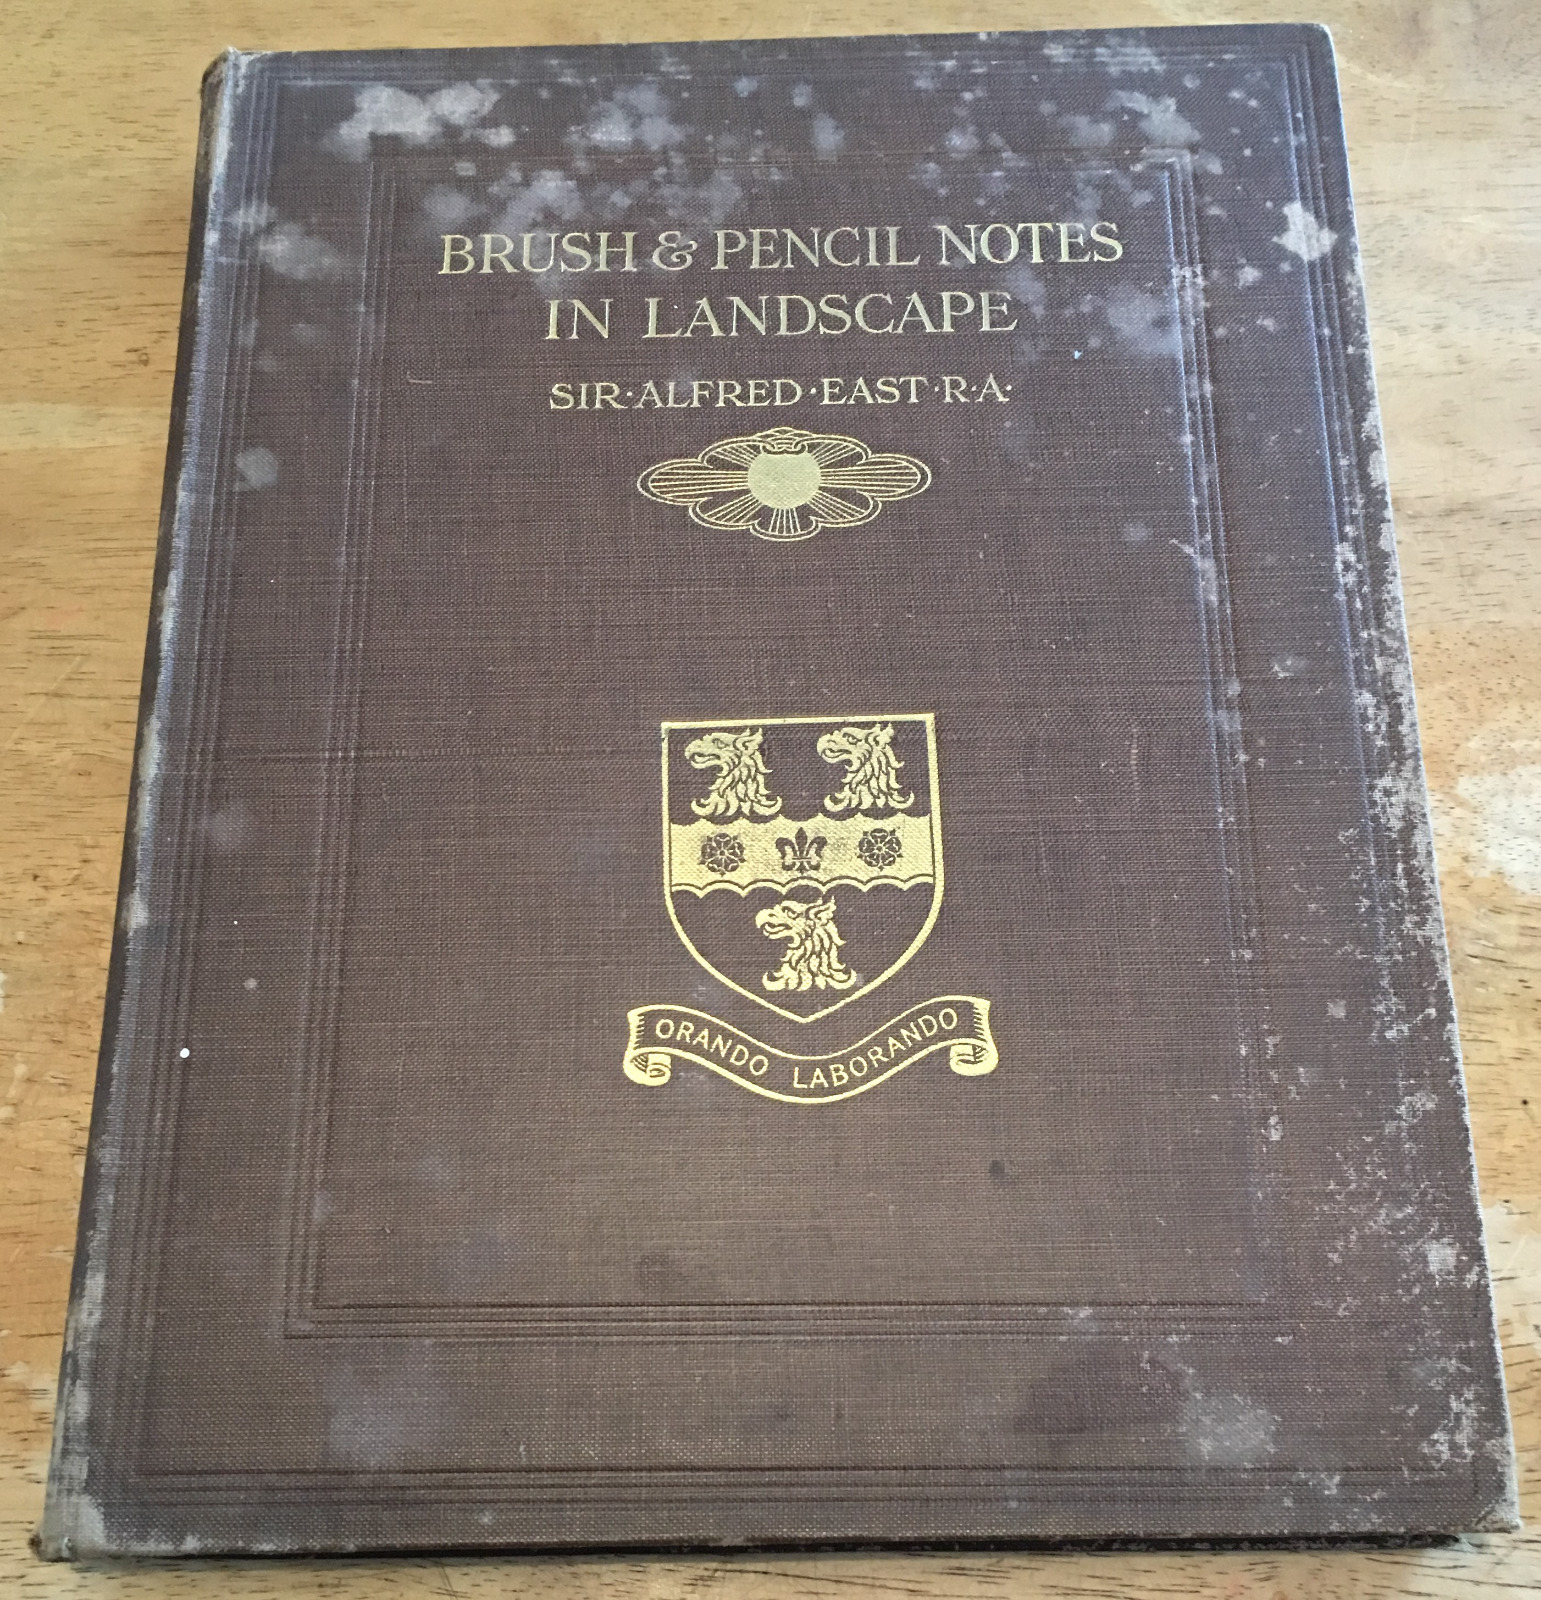 BRUSH & PENCIL NOTES
IN LANDSCAPE
SIR·ALFRED·EAST·R·A·
ORANDO LABORANDO